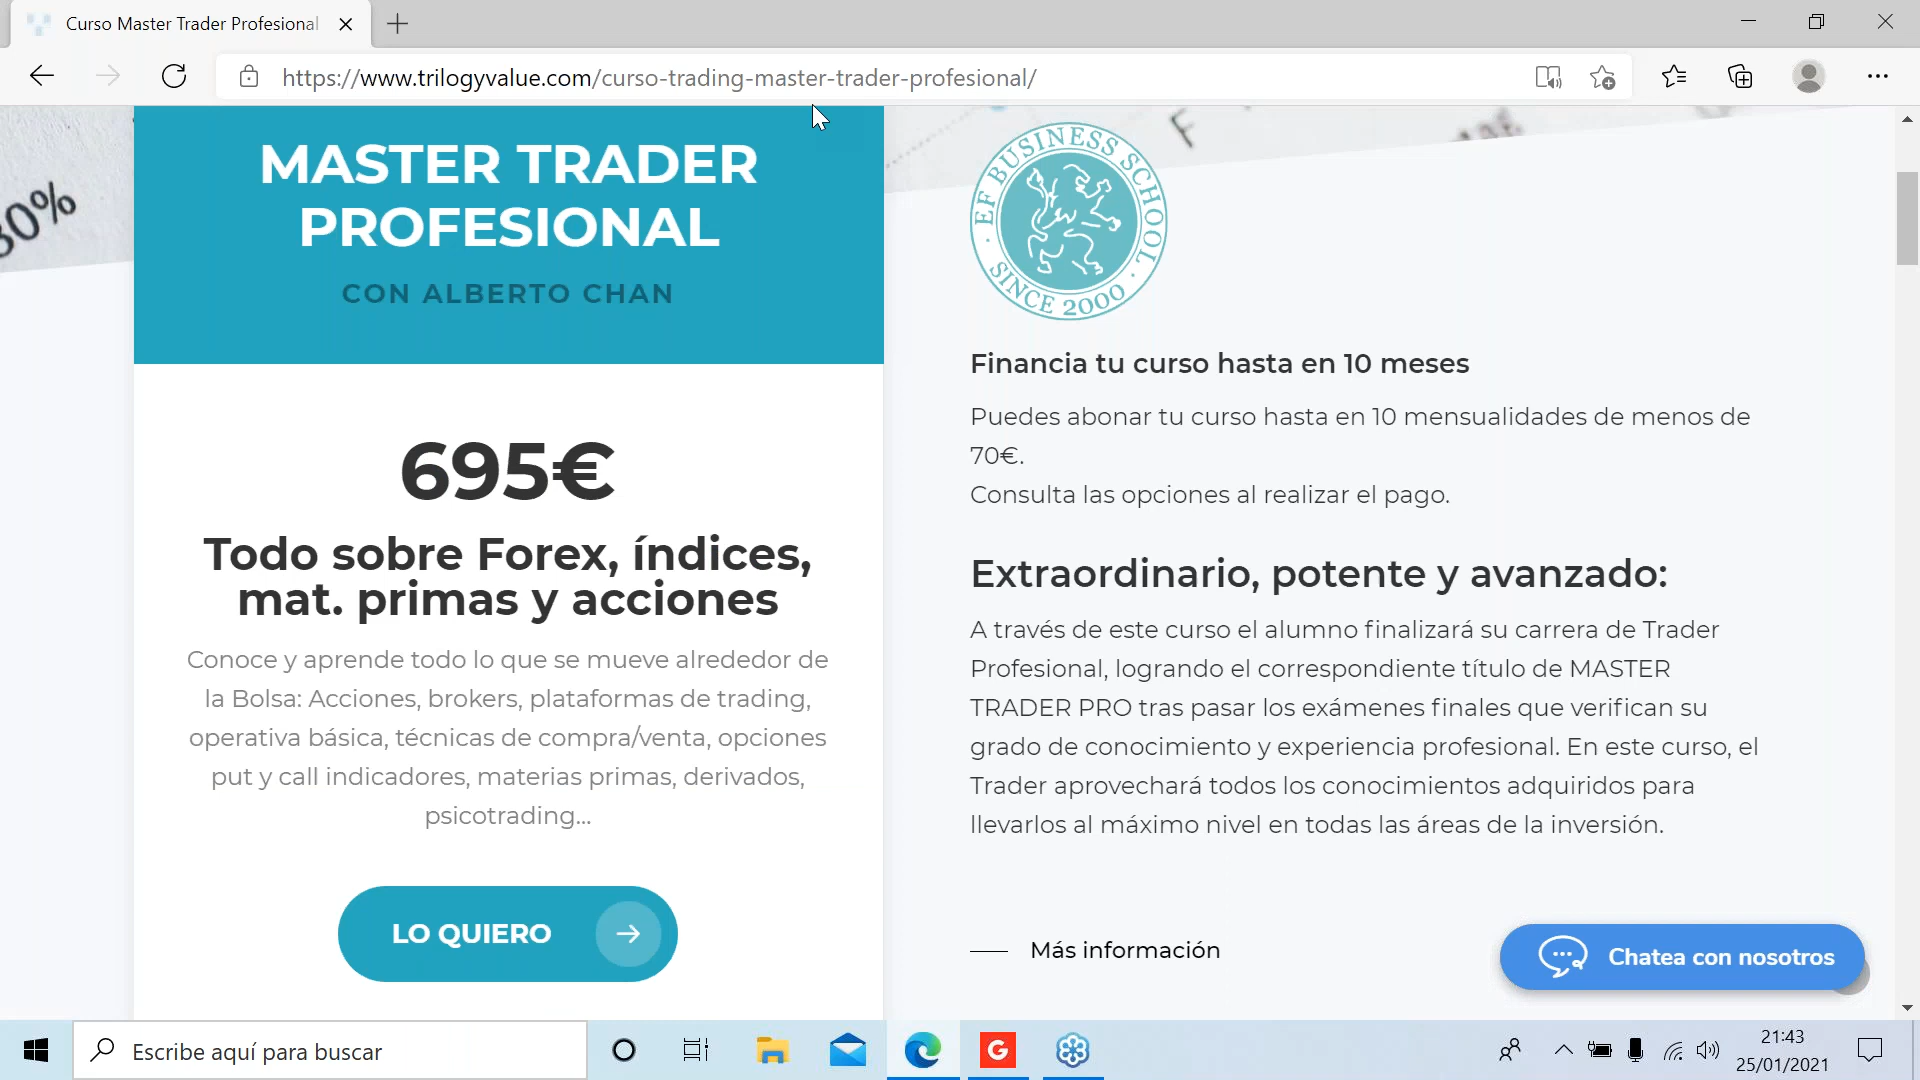 Curso Master Trader Profesional
https://www.trilogyvalue.com/curso-trading-master-trader-profesional/
30%
F
MASTER TRADER
PROFESIONAL
CON ALBERTO CHAN
695€
Todo sobre Forex, índices,
mat. primas y acciones
Conoce y aprende todo lo que se mueve alrededor de
la Bolsa: Acciones, brokers, plataformas de trading,
operativa básica, técnicas de compra/venta, opciones
put y call indicadores, materias primas, derivados,
psicotrading...
LO QUIERO
EF BUSINESS SCHOOL
SINCE 2000
Financia tu curso hasta en 10 meses
Puedes abonar tu curso hasta en 10 mensualidades de menos de
70€.
Consulta las opciones al realizar el pago.
Extraordinario, potente y avanzado:
A través de este curso el alumno finalizará su carrera de Trader
Profesional, logrando el correspondiente título de MASTER
TRADER PRO tras pasar los exámenes finales que verifican su
grado de conocimiento y experiencia profesional. En este curso, el
Trader aprovechará todos los conocimientos adquiridos para
llevarlos al máximo nivel en todas las áreas de la inversión.
Más información
Chatea con nosotros
Escribe aquí para buscar
G
21:43
25/01/2021